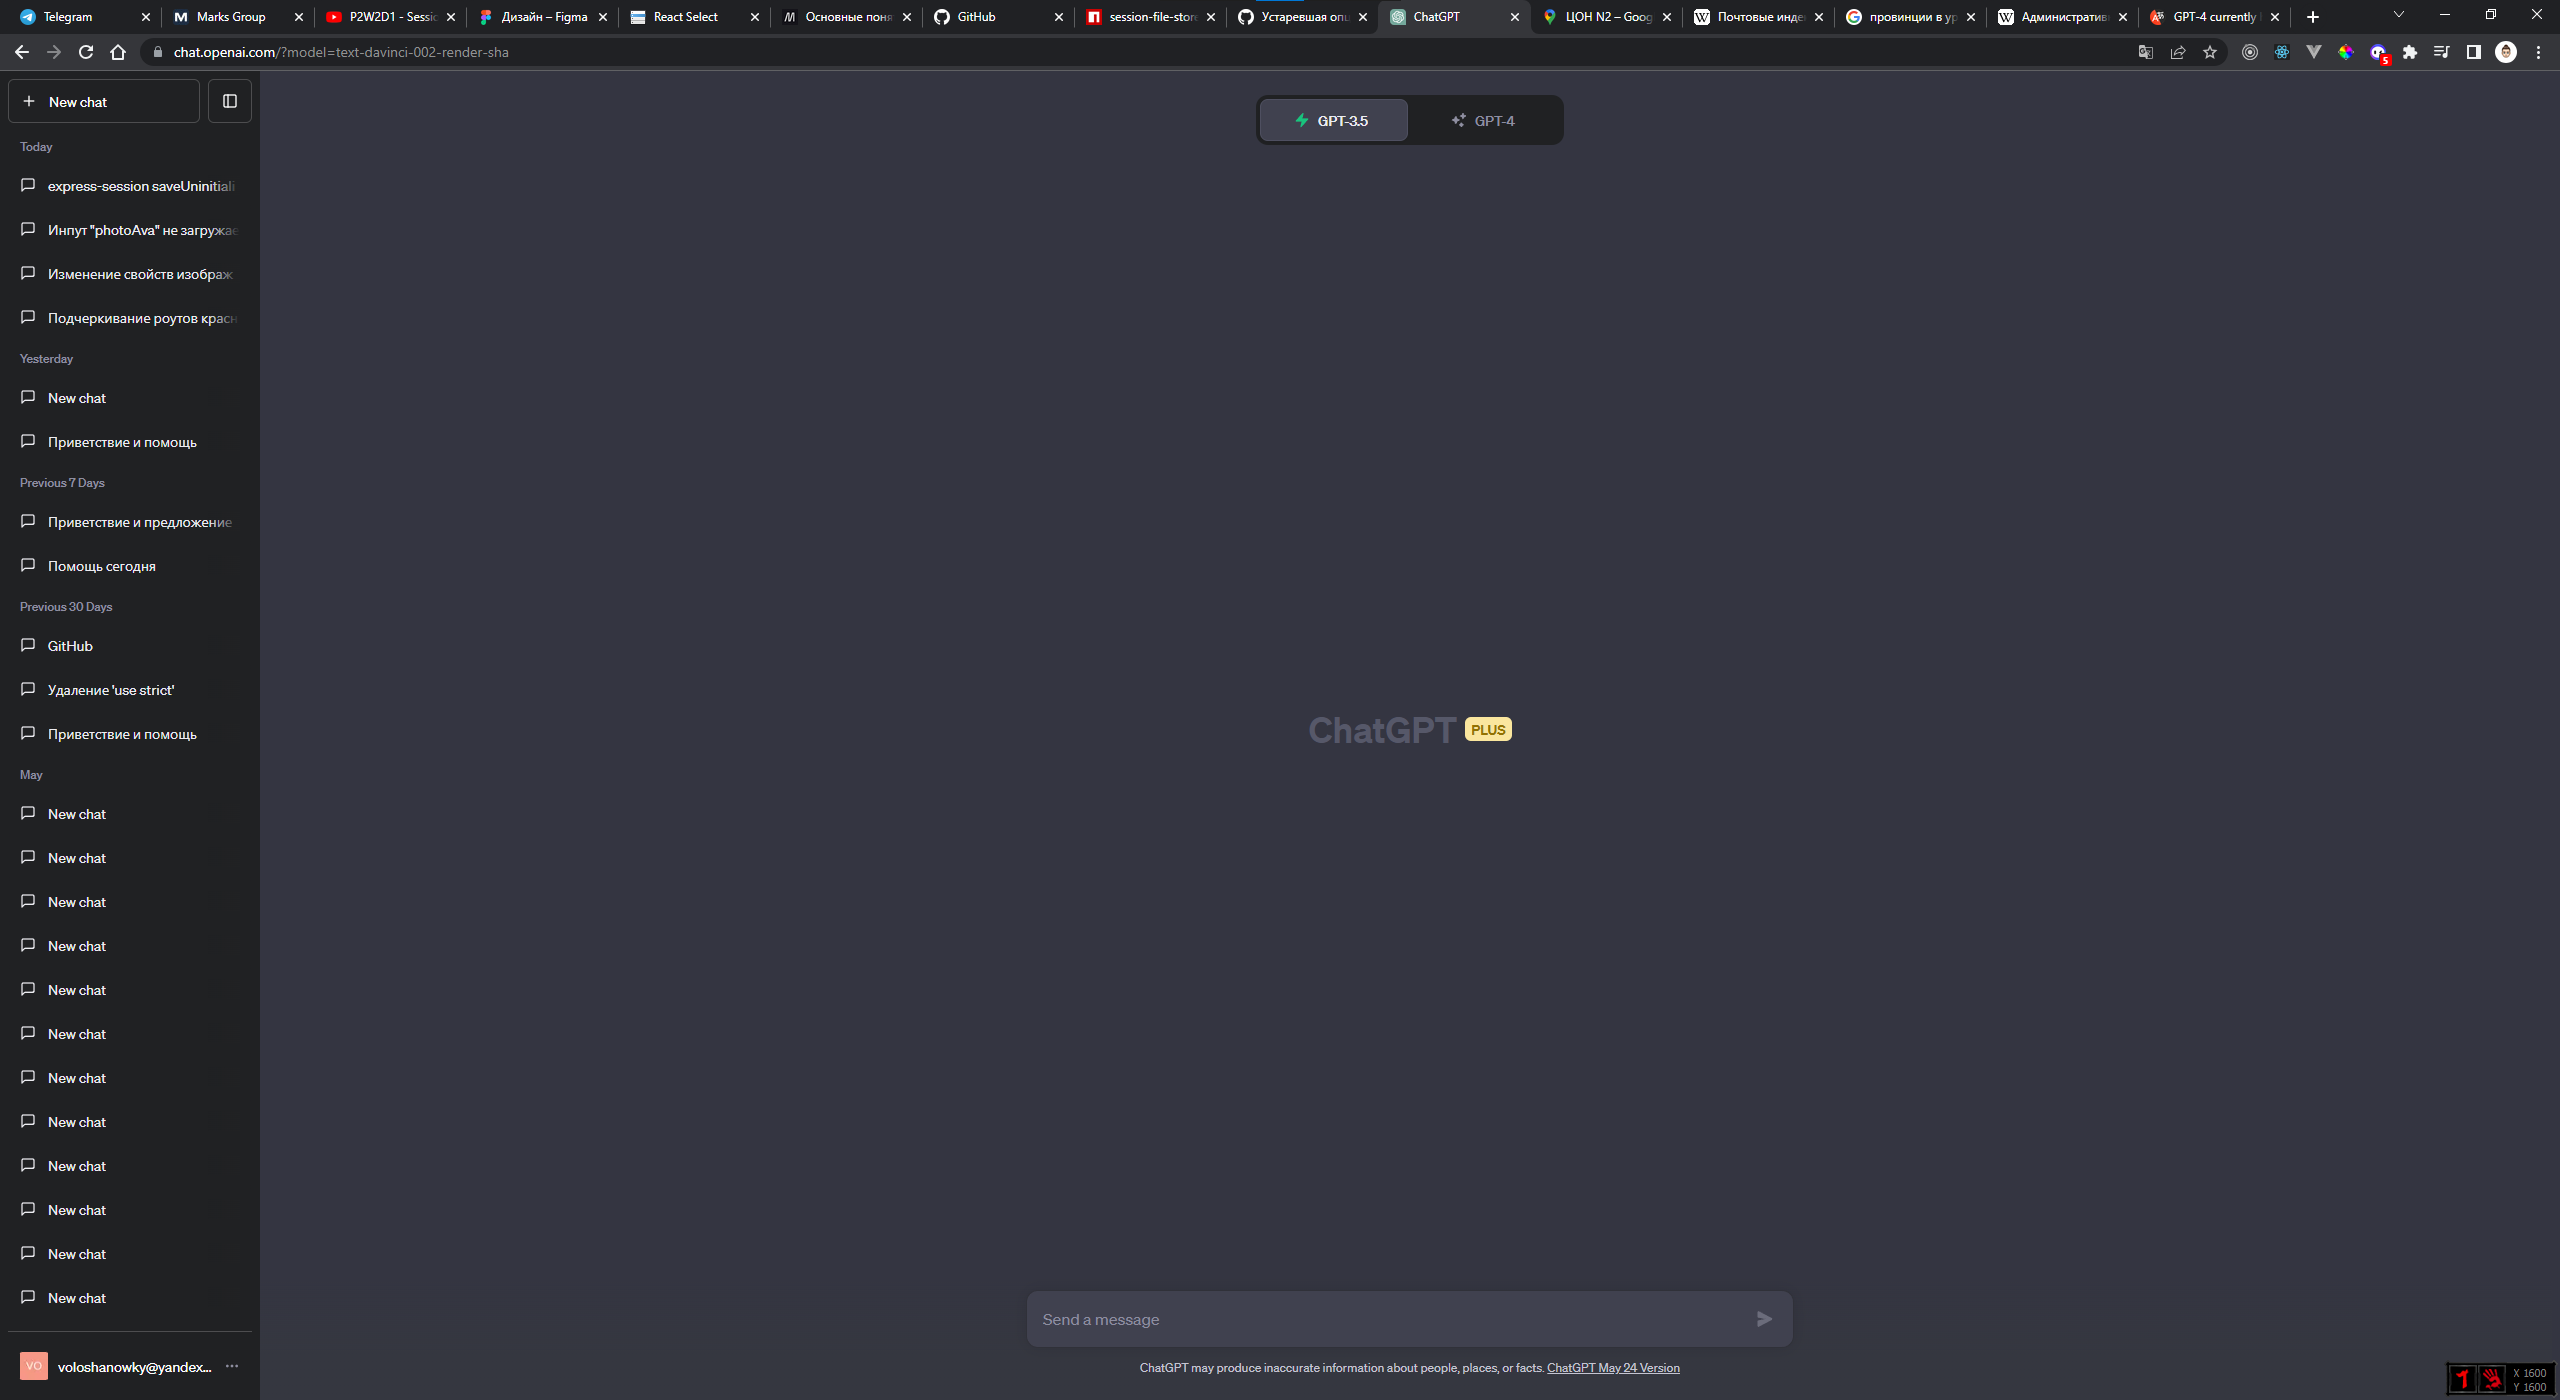 Telegram
Marks Group
P2W2D1 - Sessi
Дизайн – Figma
React Select
Основные поня
GitHub
session-file-store
Устаревшая опц
ChatGPT
ЦОН N2 – Goog
Почтовые инде
провинции в ур
Административ
GPT-4 currently
chat.openai.com/?model=text-davinci-002-render-sha
5
New chat
GPT-3.5
GPT-4
Today
express-session saveUninitiali
Инпут "photoAva" не загружае
Изменение свойств изображ
Подчеркивание роутов красн
Yesterday
New chat
Приветствие и помощь
Previous 7 Days
Приветствие и предложение
Помощь сегодня
Previous 30 Days
GitHub
Удаление 'use strict'
Приветствие и помощь
May
New chat
New chat
New chat
New chat
New chat
New chat
New chat
New chat
New chat
New chat
New chat
New chat
VO
voloshanowky@yandex...
ChatGPT PLUS
Send a message
ChatGPT may produce inaccurate information about people, places, or facts. ChatGPT May 24 Version
X 1600
Y 1600